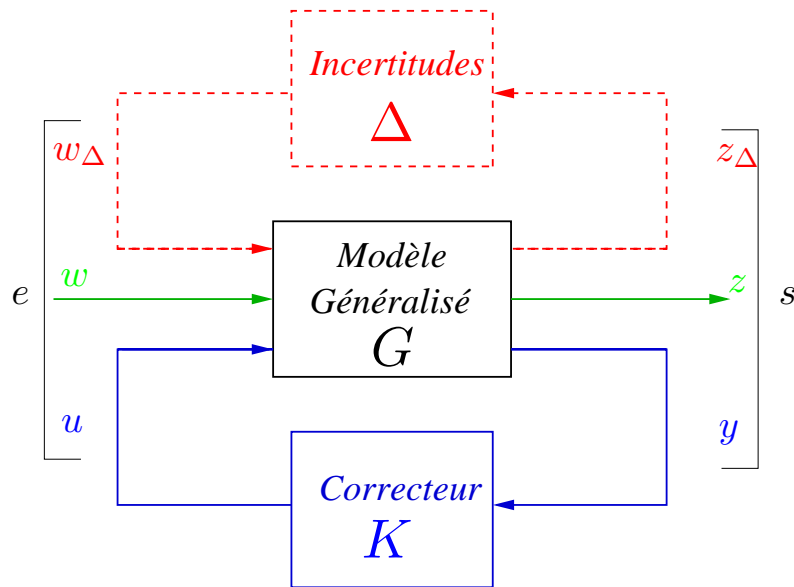 Incertitudes
Δ
w_Δ
z_Δ
Modèle
Généralisé
G
e
w
z
s
u
y
Correcteur
K